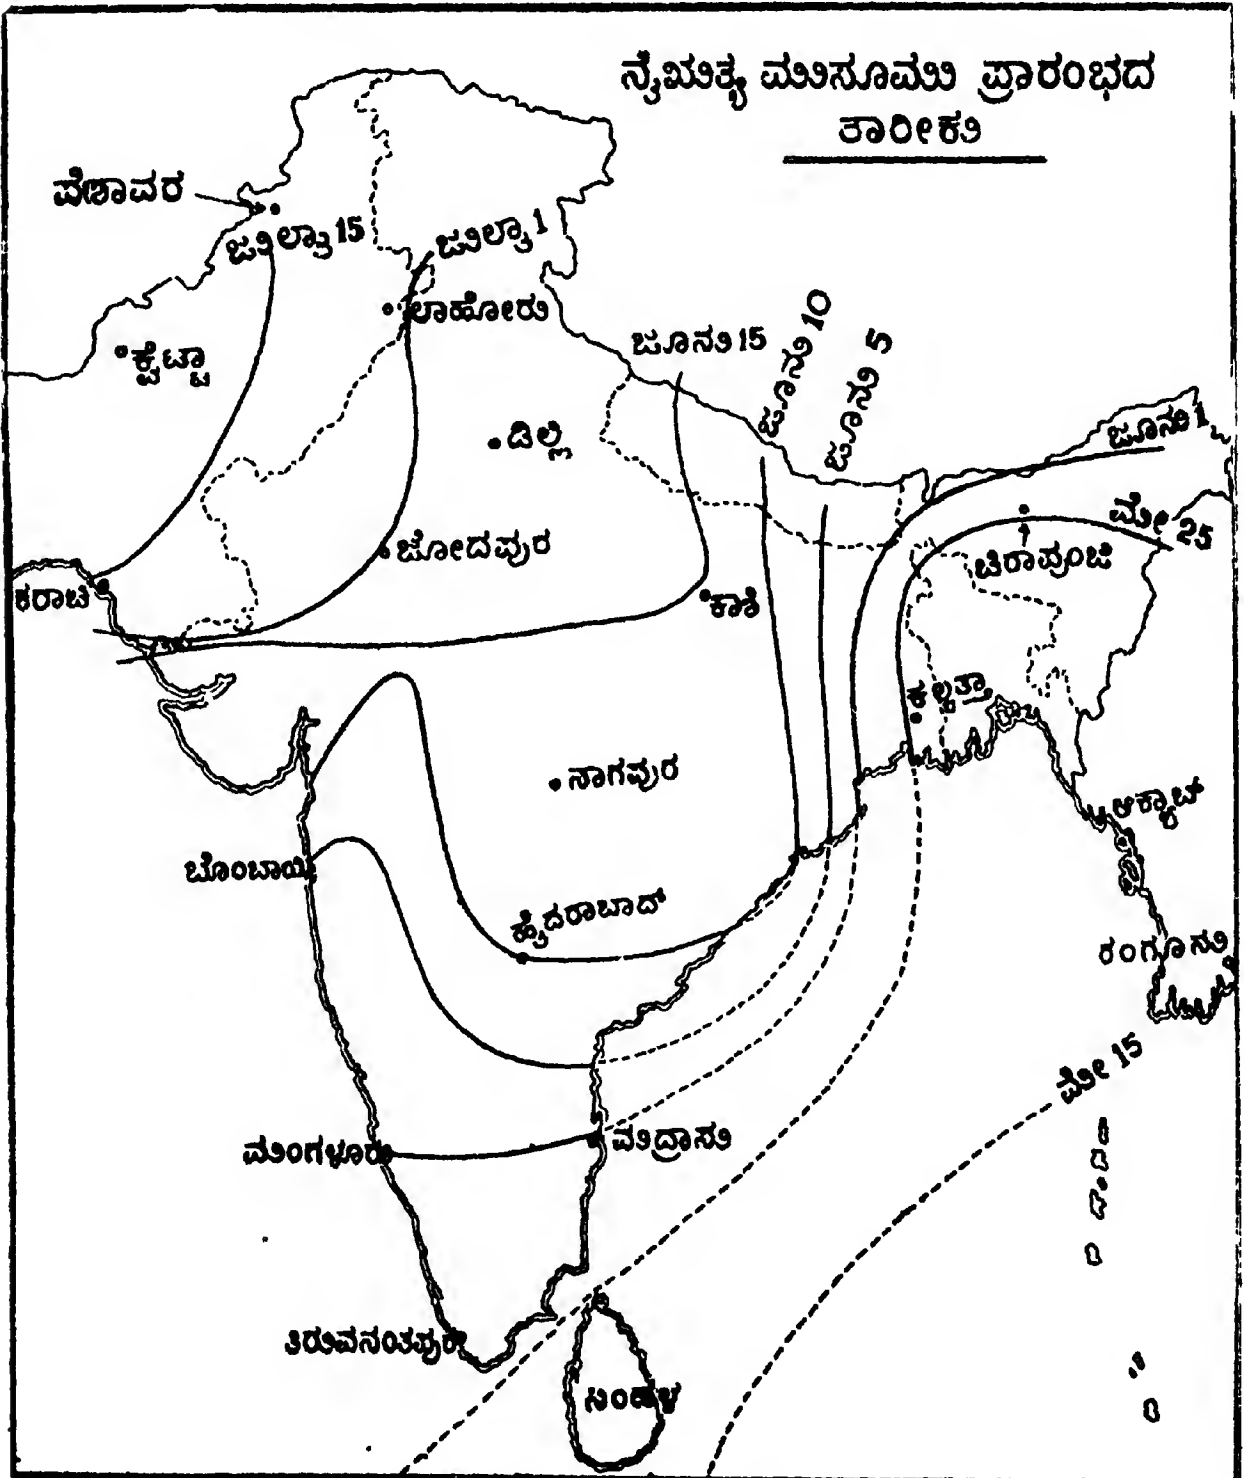 ನೈಋತ್ಯ ಮುಸೂಮು ಪ್ರಾರಂಭದ
ತಾರೀಕು
ಪೆಶಾವರ
ಜುಲೈ 15
ಜುಲೈ 1
ಲಾಹೋರು
ಕ್ವೆಟ್ಟಾ
ಜೂನು 15
ಜೂನು 10
ಜೂನು 5
ಜೂನು 1
ಡಿಲ್ಲಿ
ಮೇ 25
ಜೋದಪುರ
ಚಿರಾಪುಂಜಿ
ಕರಾಚಿ
ಕಾಶಿ
ಕಲ್ಕತ್ತಾ
ನಾಗಪುರ
ಆಕ್ಯಾಬ್
ಬೊಂಬಾಯಿ
ಹೈದರಾಬಾದ್
ರಂಗೂನು
ಮೇ 15
ಮಂಗಳೂರು
ಮದ್ರಾಸು
ತಿರುವನಂತಪುರ
ಸಿಂಹಳ